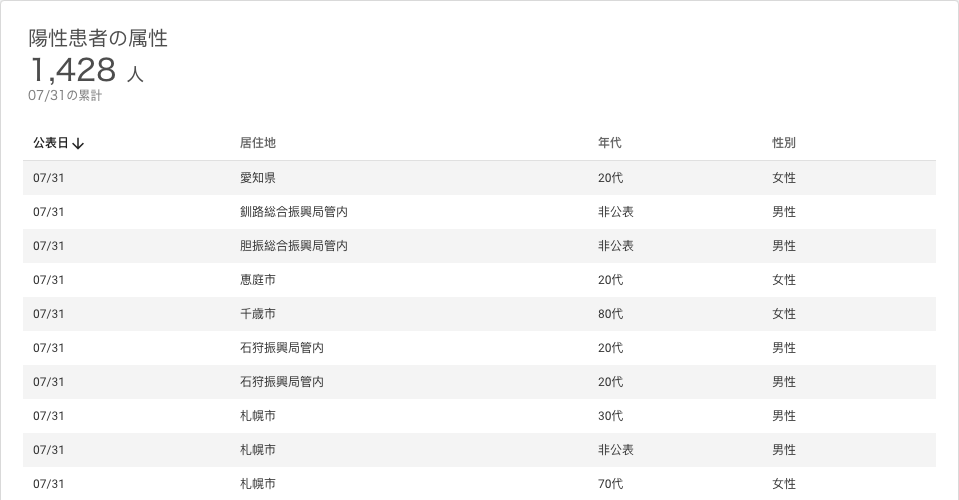 陽性患者の属性
1,428 人
07/31の累計
公表日↓ 居住地 年代 性別
07/31 愛知県 20代 女性
07/31 釧路総合振興局管内 非公表 男性
07/31 胆振総合振興局管内 非公表 男性
07/31 恵庭市 20代 女性
07/31 千歳市 80代 女性
07/31 石狩振興局管内 20代 男性
07/31 石狩振興局管内 20代 男性
07/31 札幌市 30代 男性
07/31 札幌市 非公表 男性
07/31 札幌市 70代 女性